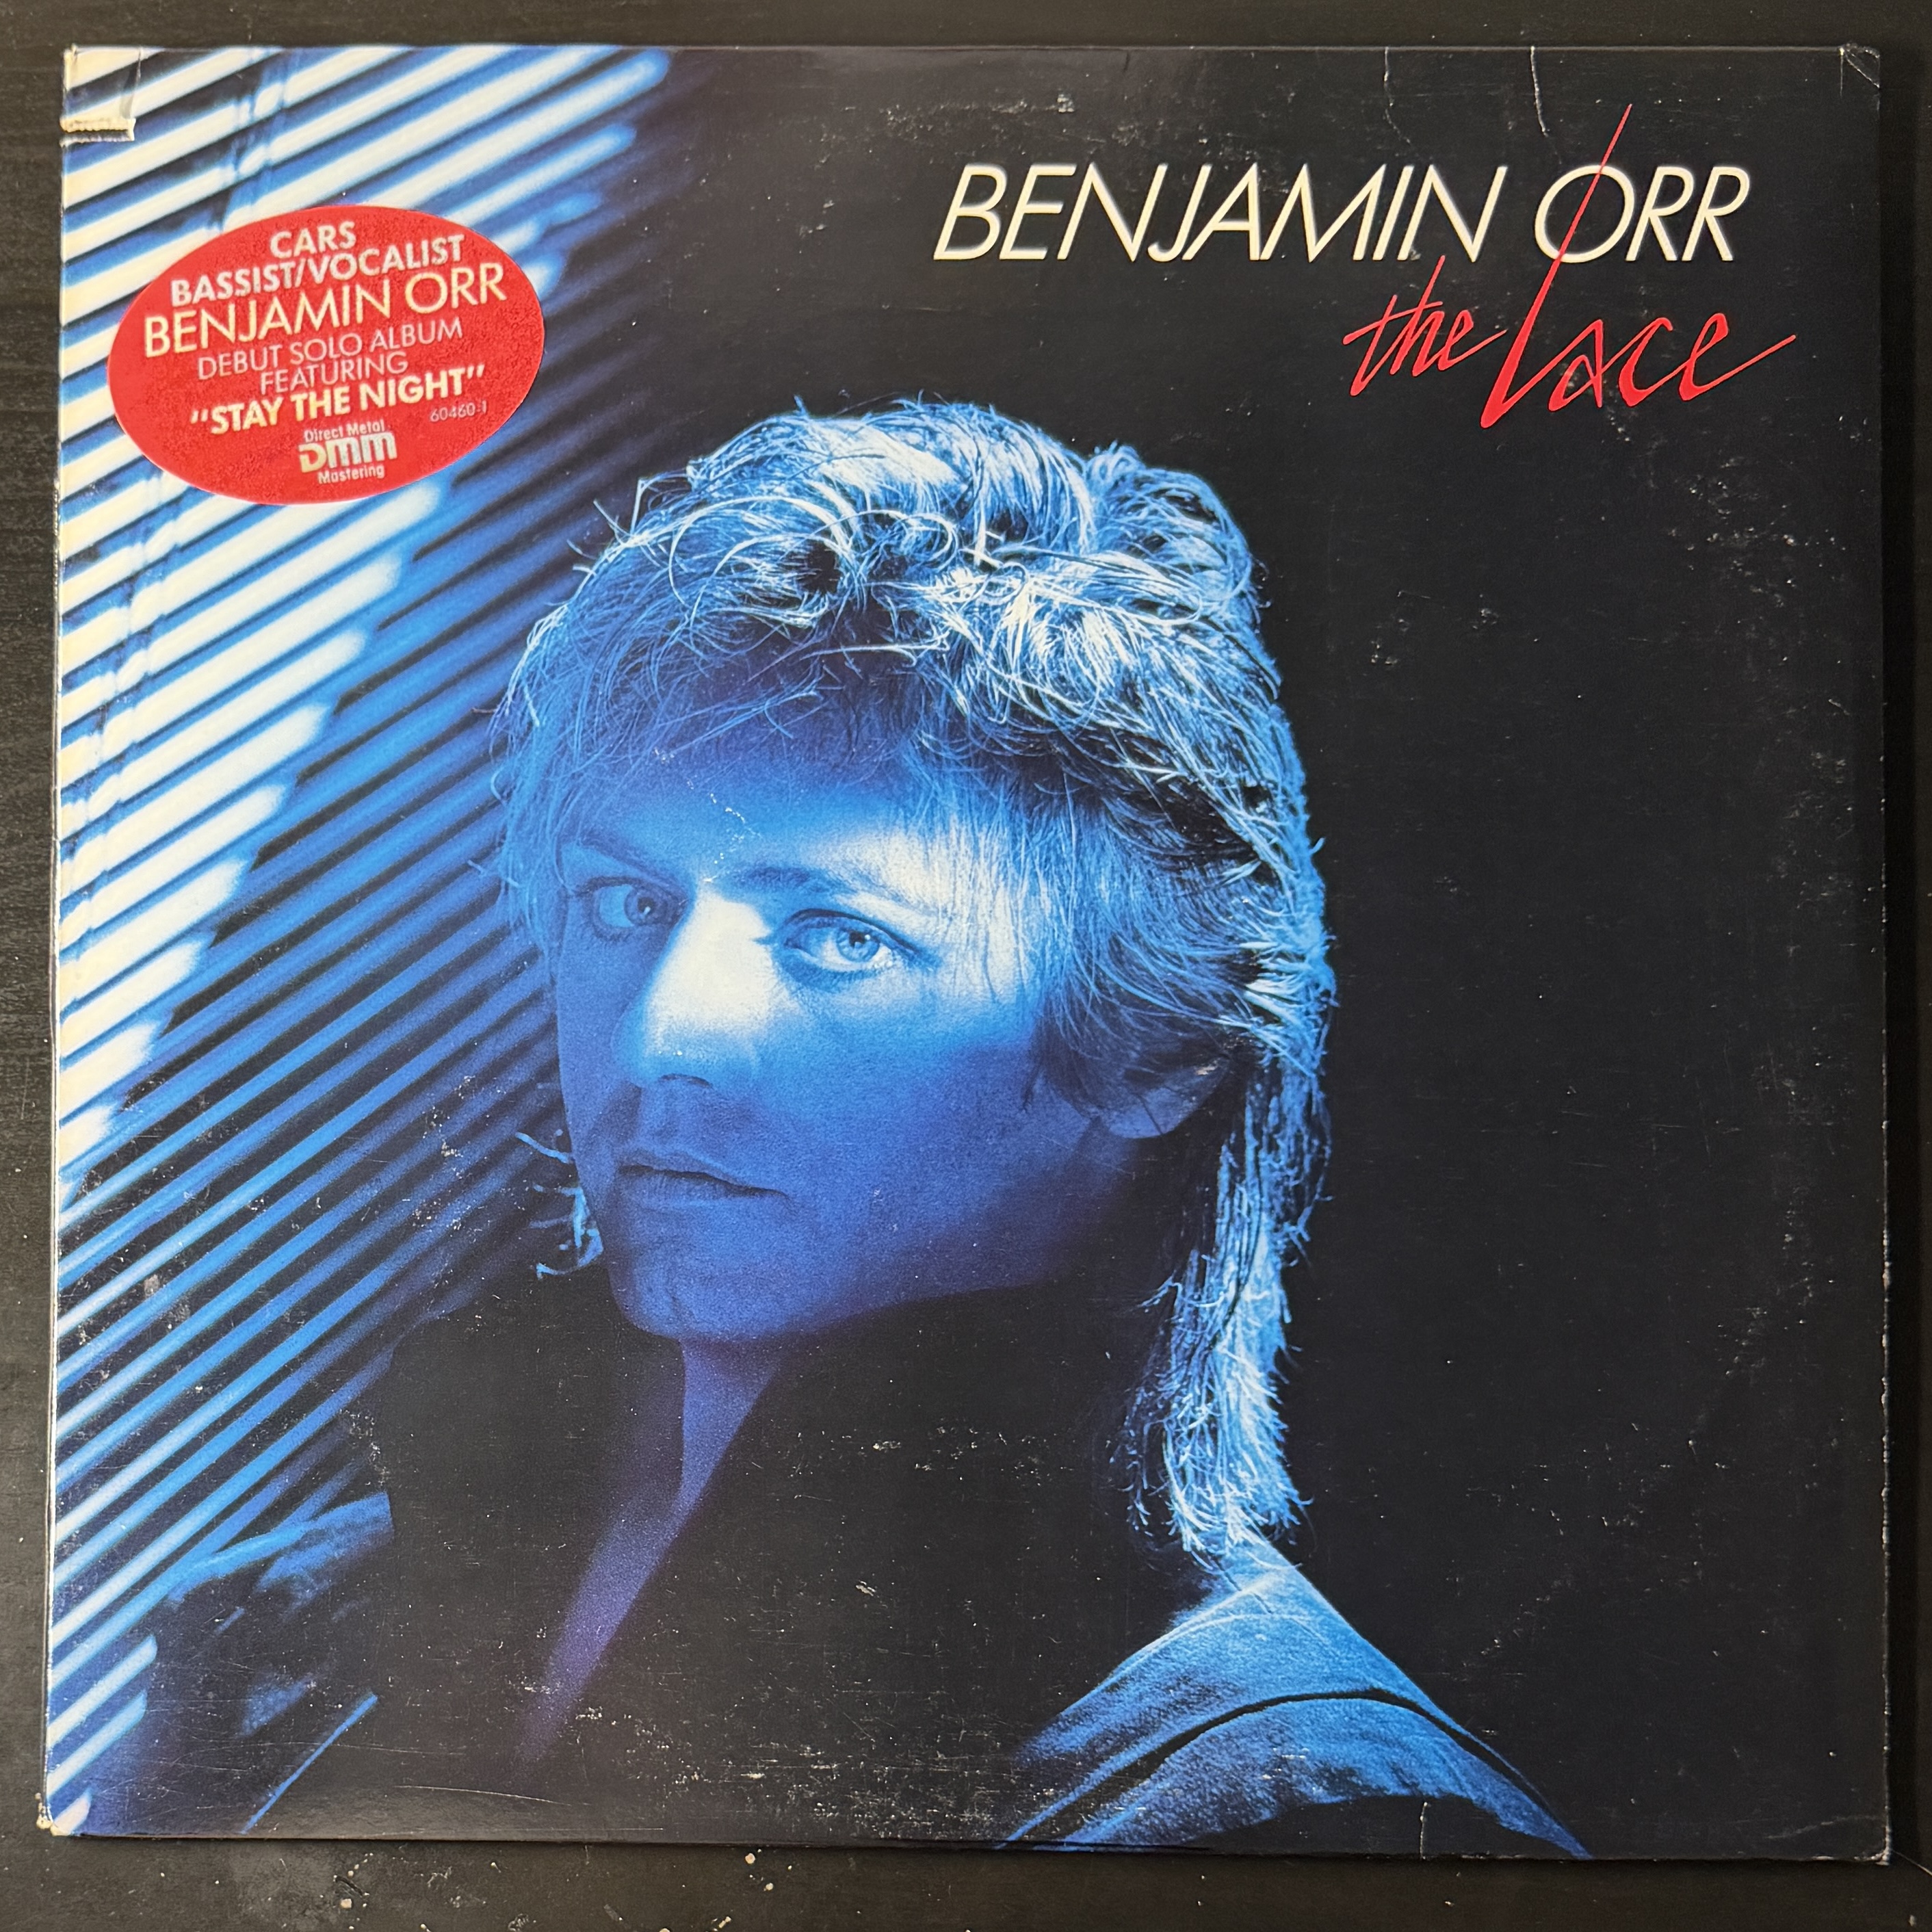 BENJAMIN ORR
the Lace
CARS
BASSIST/VOCALIST
BENJAMIN ORR
DEBUT SOLO ALBUM
FEATURING
"STAY THE NIGHT"
60460-1
Direct Metal
DMM
Mastering